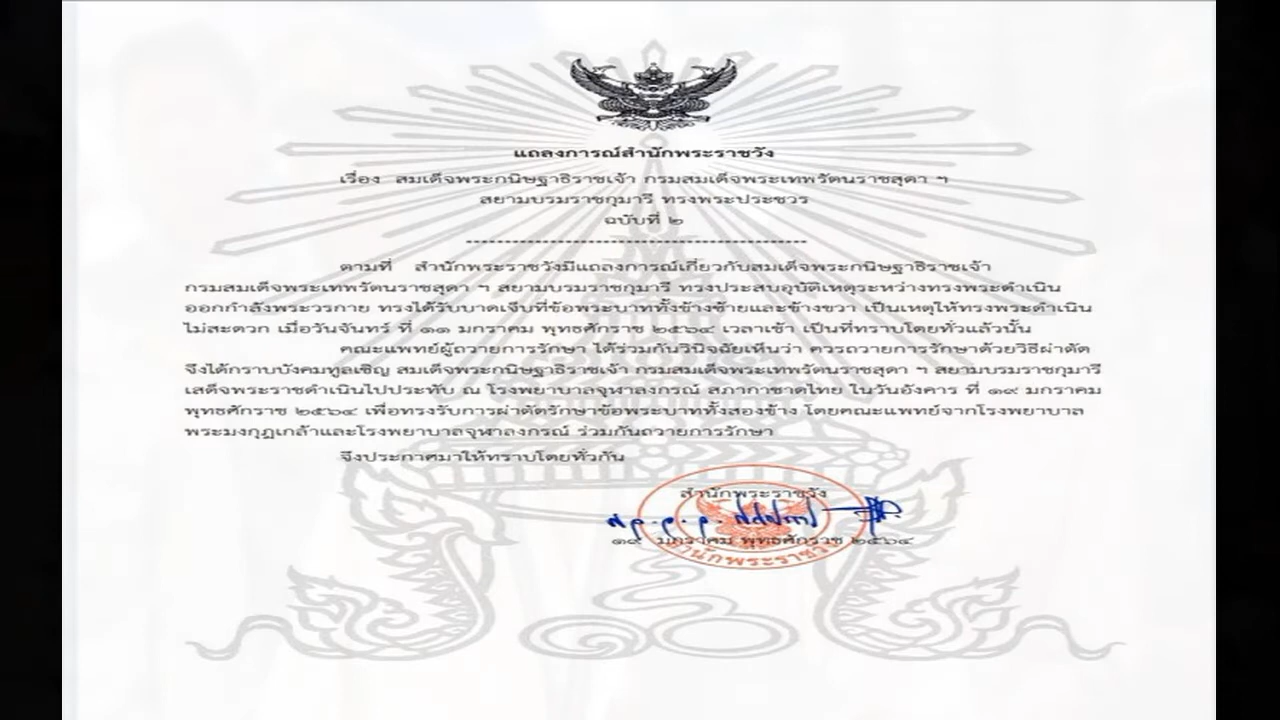 แถลงการณ์สำนักพระราชวัง
เรื่อง สมเด็จพระกนิษฐาธิราชเจ้า กรมสมเด็จพระเทพรัตนราชสุดา ฯ
สยามบรมราชกุมารี ทรงพระประชวร
ฉบับที่ ๒
--------------------------------------------
ตามที่ สำนักพระราชวังมีแถลงการณ์เกี่ยวกับสมเด็จพระกนิษฐาธิราชเจ้า
กรมสมเด็จพระเทพรัตนราชสุดา ฯ สยามบรมราชกุมารี ทรงประสบอุบัติเหตุระหว่างทรงพระดำเนิน
ออกกำลังพระวรกาย ทรงได้รับบาดเจ็บที่ข้อพระบาททั้งข้างซ้ายและข้างขวา เป็นเหตุให้ทรงพระดำเนิน
ไม่สะดวก เมื่อวันจันทร์ ที่ ๑๑ มกราคม พุทธศักราช ๒๕๖๔ เวลาเช้า เป็นที่ทราบโดยทั่วแล้วนั้น
คณะแพทย์ผู้ถวายการรักษา ได้ร่วมกันวินิจฉัยเห็นว่า ควรถวายการรักษาด้วยวิธีผ่าตัด
จึงได้กราบบังคมทูลเชิญ สมเด็จพระกนิษฐาธิราชเจ้า กรมสมเด็จพระเทพรัตนราชสุดา ฯ สยามบรมราชกุมารี
เสด็จพระราชดำเนินไปประทับ ณ โรงพยาบาลจุฬาลงกรณ์ สภากาชาดไทย ในวันอังคาร ที่ ๑๙ มกราคม
พุทธศักราช ๒๕๖๔ เพื่อทรงรับการผ่าตัดรักษาข้อพระบาททั้งสองข้าง โดยคณะแพทย์จากโรงพยาบาล
พระมงกุฎเกล้าและโรงพยาบาลจุฬาลงกรณ์ ร่วมกันถวายการรักษา
จึงประกาศมาให้ทราบโดยทั่วกัน
สำนักพระราชวัง
๑๙ มกราคม พุทธศักราช ๒๕๖๔
สำนักพระราชวัง